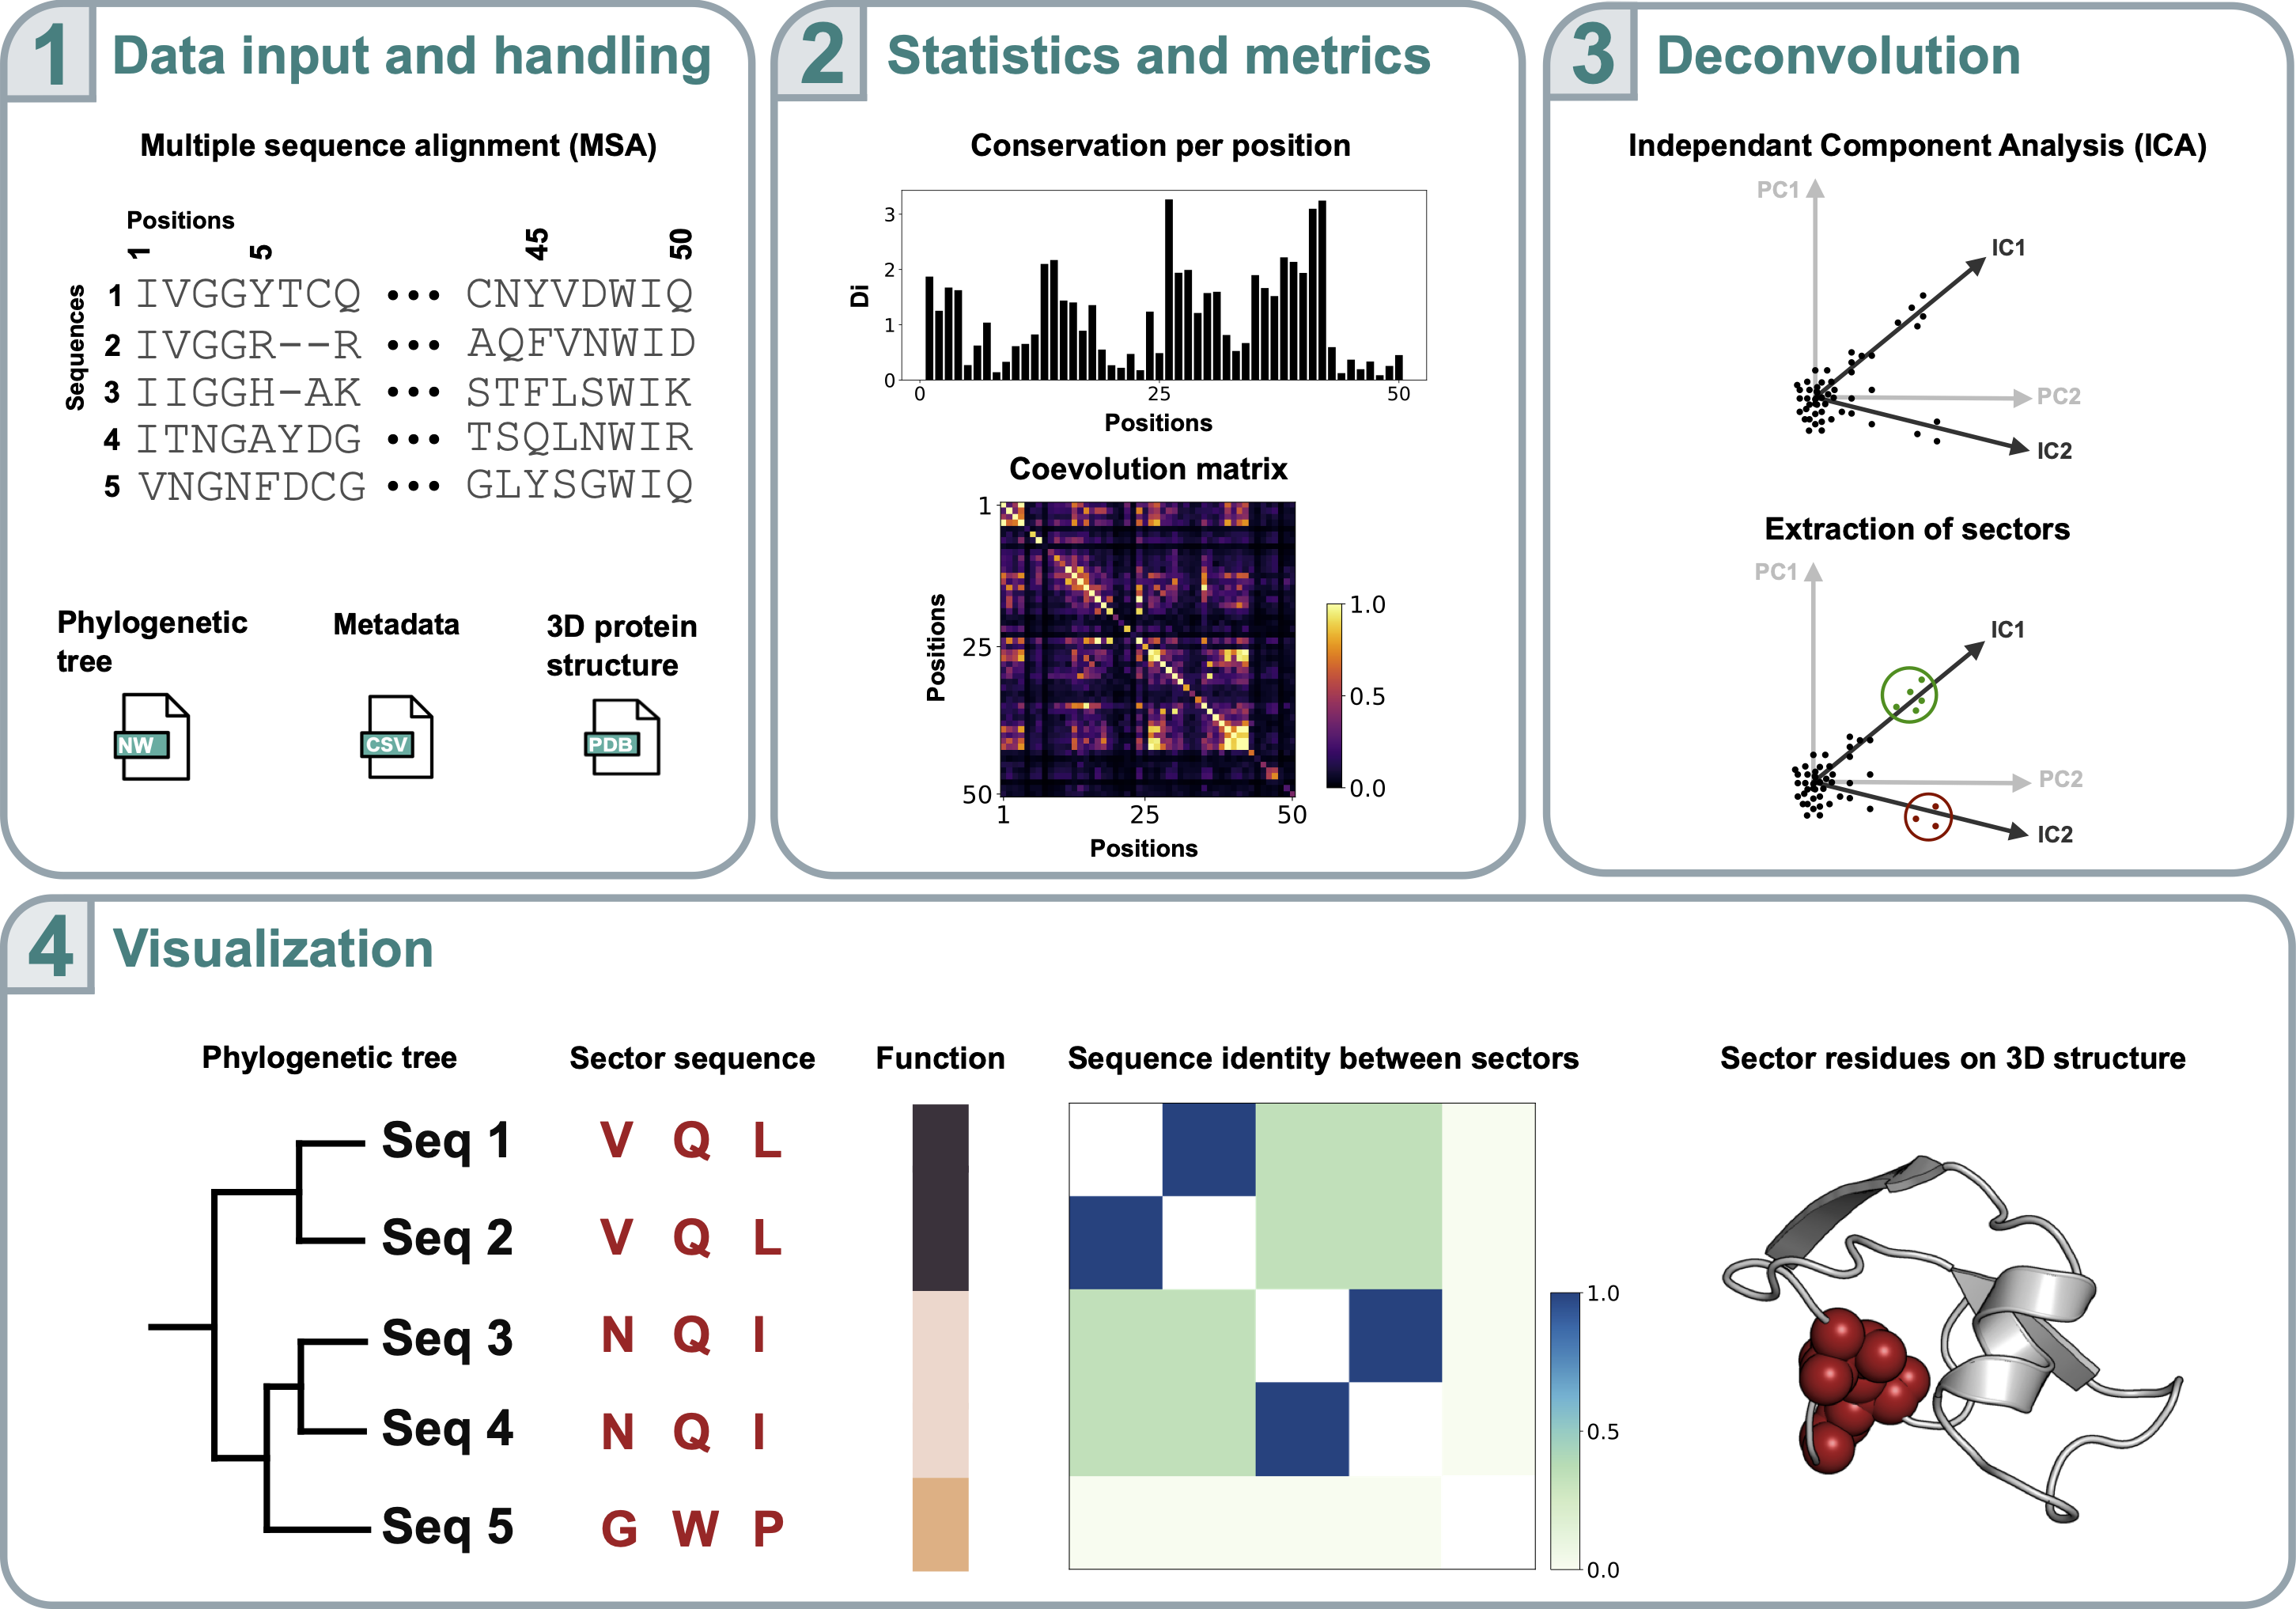 1 Data input and handling
Multiple sequence alignment (MSA)
Positions
1 5 45 50
Sequences
1 IVGGYTCQ ••• CNYVDWIQ
2 IVGGR--R ••• AQFVNWID
3 IIGGH-AK ••• STFLSWIK
4 ITNGAYDG ••• TSQLNWIR
5 VNGNFDCG ••• GLYSGWIQ
Phylogenetic tree
Metadata
3D protein structure
NW
CSV
PDB
2 Statistics and metrics
Conservation per position
Di
3
2
1
0
0 25 50
Positions
Coevolution matrix
Positions
1
25
50
1 25 50
Positions
1.0
0.5
0.0
3 Deconvolution
Independant Component Analysis (ICA)
PC1
IC1
PC2
IC2
Extraction of sectors
PC1
IC1
PC2
IC2
4 Visualization
Phylogenetic tree Sector sequence Function Sequence identity between sectors Sector residues on 3D structure
Seq 1 V Q L
Seq 2 V Q L
Seq 3 N Q I
Seq 4 N Q I
Seq 5 G W P
1.0
0.5
0.0